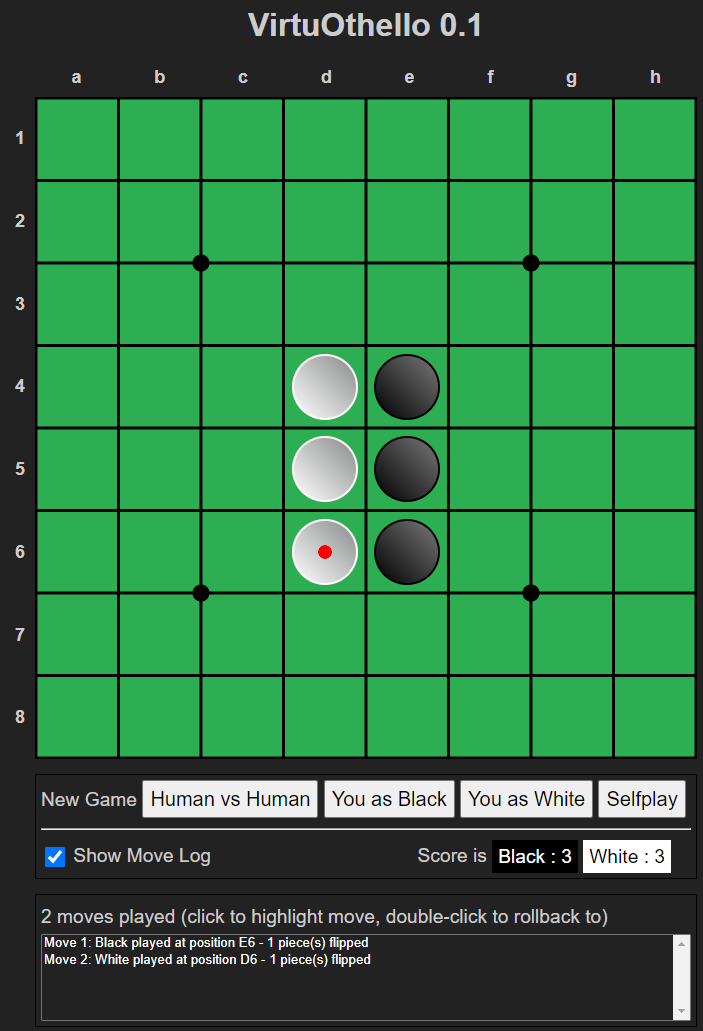 VirtuOthello 0.1
a b c d e f g h
1
2
3
4
5
6
7
8
New Game Human vs Human You as Black You as White Selfplay
Show Move Log Score is Black : 3 White : 3
2 moves played (click to highlight move, double-click to rollback to)
Move 1: Black played at position E6 - 1 piece(s) flipped
Move 2: White played at position D6 - 1 piece(s) flipped